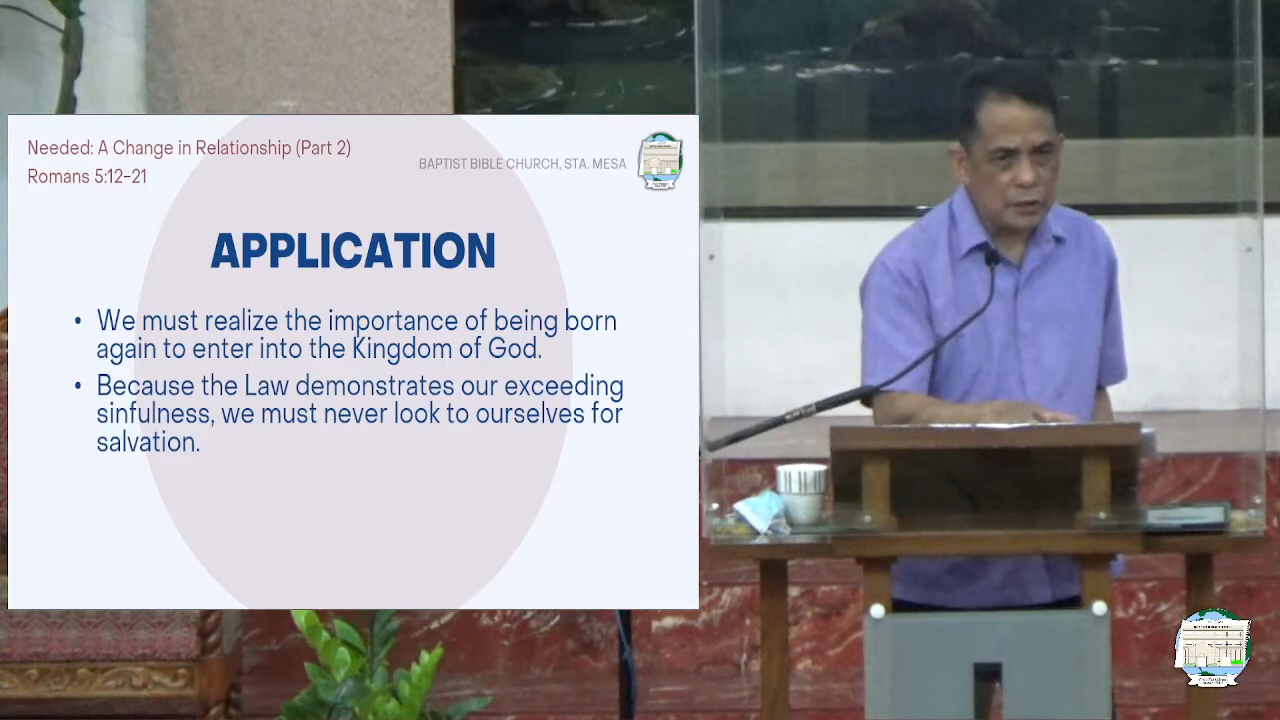 Needed: A Change in Relationship (Part 2)
Romans 5:12-21
BAPTIST BIBLE CHURCH, STA. MESA
APPLICATION
• We must realize the importance of being born
again to enter into the Kingdom of God.
• Because the Law demonstrates our exceeding
sinfulness, we must never look to ourselves for
salvation.